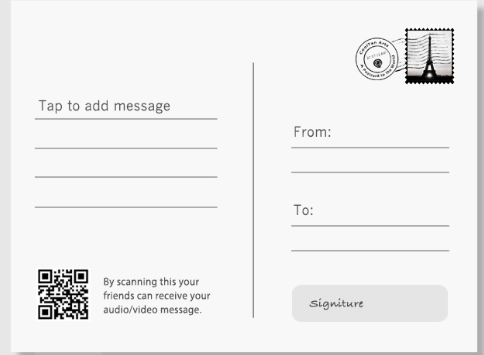 Tap to add message
By scanning this your
friends can receive your
audio/video message.
From:
To:
Signiture